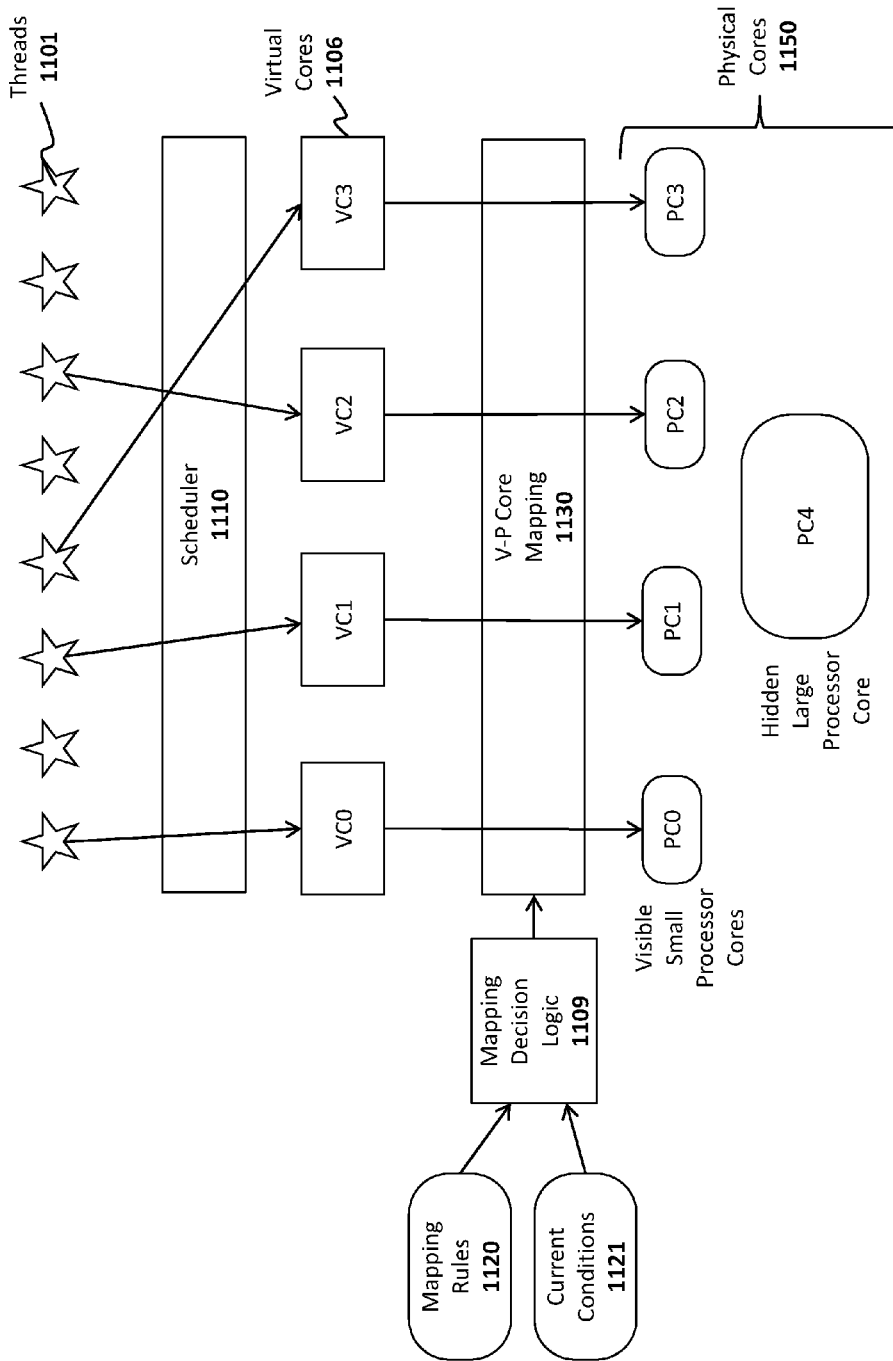 Threads
1101
Scheduler
1110
Virtual
Cores
1106
VC0
VC1
VC2
VC3
Mapping
Rules
1120
Current
Conditions
1121
Mapping
Decision
Logic
1109
V-P Core
Mapping
1130
Visible
Small
Processor
Cores
PC0
PC1
PC2
PC3
Physical
Cores
1150
Hidden
Large
Processor
Core
PC4